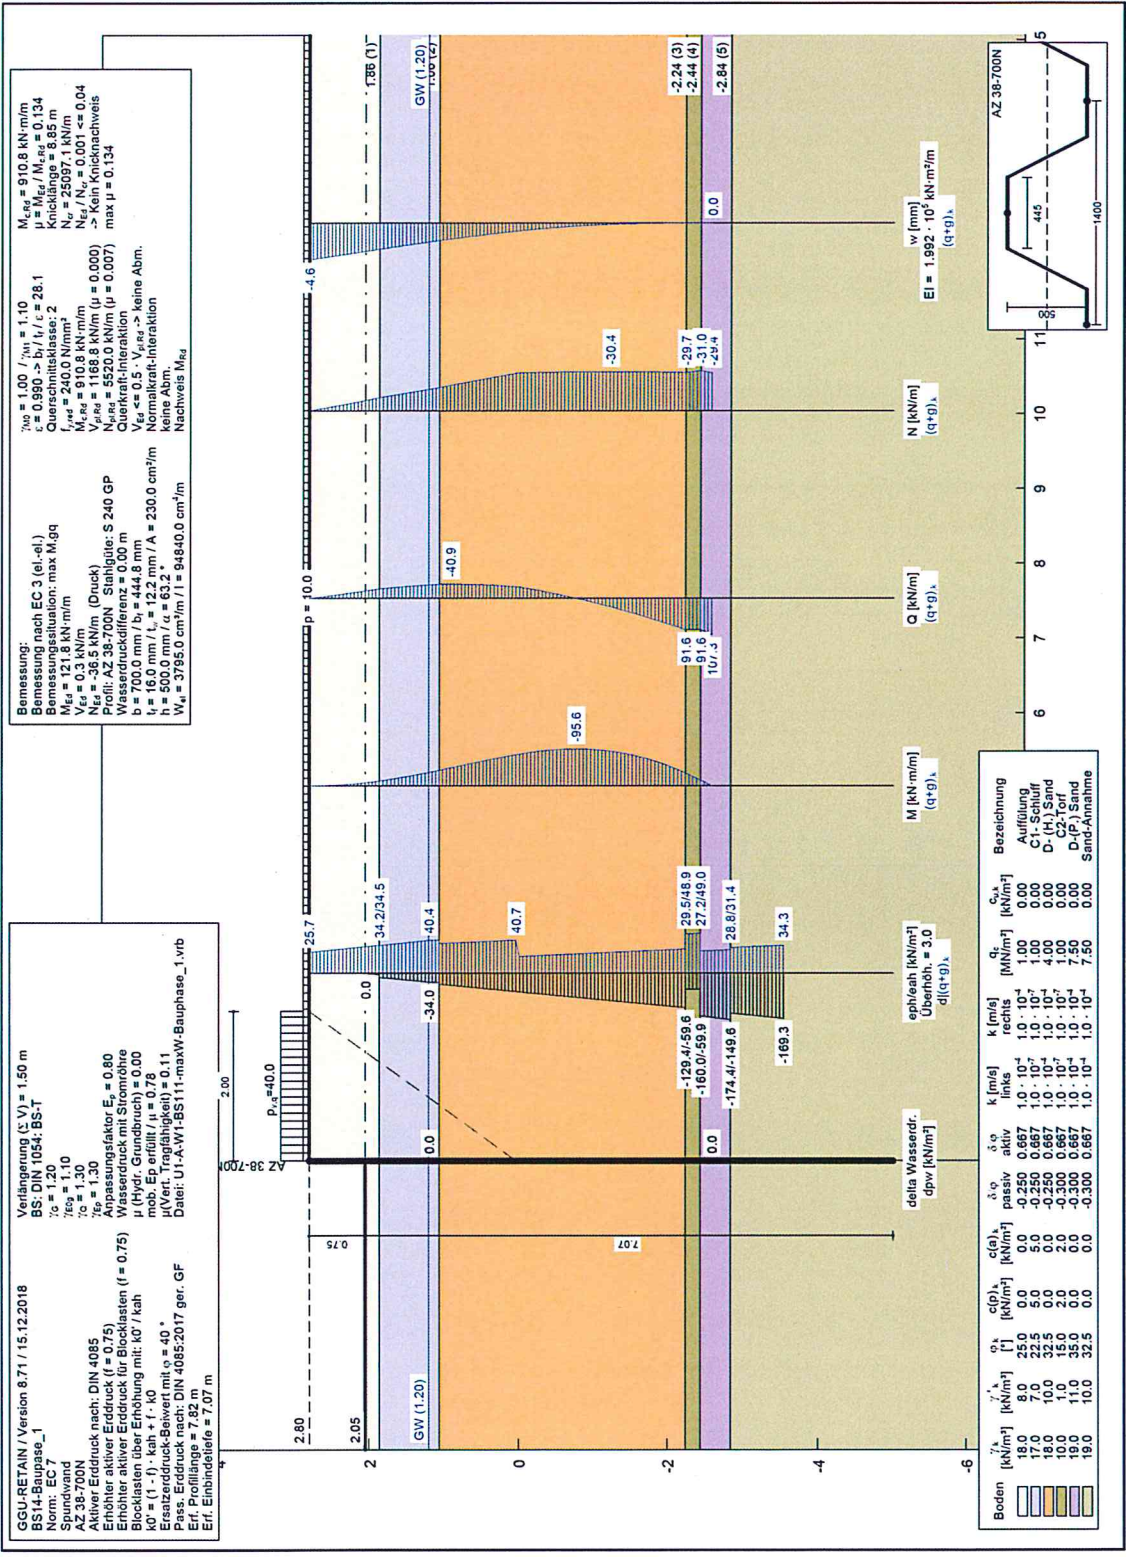 GGU-RETAIN / Version 8.71 / 15.12.2018
BS14-Baupase_1
Norm: EC 7
Spundwand
AZ 38-700N
Aktiver Erddruck nach: DIN 4085
Erhöhter aktiver Erddruck (f = 0.75)
Erhöhter aktiver Erddruck für Blocklasten (f = 0.75)
Blocklasten über Erhöhung mit: k0' / kah
k0' = (1 - f) · kah + f · k0
Ersatzerddruck-Beiwert mit φ = 40 °
Pass. Erddruck nach: DIN 4085:2017 ger. GF
Erf. Profillänge = 7.82 m
Erf. Einbindetiefe = 7.07 m
Verlängerung (Σ V) = 1.50 m
BS: DIN 1054: BS-T
γG = 1.20
γE0g = 1.10
γQ = 1.30
γEp = 1.30
Anpassungsfaktor Ep = 0.80
Wasserdruck mit Stromröhre
μ (Hydr. Grundbruch) = 0.00
mob. Ep erfüllt / μ = 0.78
μ(Vert. Tragfähigkeit) = 0.11
Datei: U1-A-W1-BS111-maxW-Bauphase_1.vrb
Bemessung:
Bemessung nach EC 3 (el.-el.)
Bemessungssituation: max M,gq
MEd = 121.8 kN·m/m
VEd = 0.3 kN/m
NEd = -36.5 kN/m (Druck)
Profil: AZ 38-700N Stahlgüte: S 240 GP
Wasserdruckdifferenz = 0.00 m
b = 700.0 mm / bf = 444.8 mm
tf = 16.0 mm / tw = 12.2 mm / A = 230.0 cm²/m
h = 500.0 mm / α = 63.2 °
Wel = 3795.0 cm³/m / I = 94840.0 cm⁴/m
γM0 = 1.00 / γM1 = 1.10
ε = 0.990 -> bf / tf / ε = 28.1
Querschnittsklasse: 2
fy,red = 240.0 N/mm²
Mc,Rd = 910.8 kN·m/m
Vpl,Rd = 1168.8 kN/m (μ = 0.000)
Npl,Rd = 5520.0 kN/m (μ = 0.007)
Querkraft-Interaktion
VEd <= 0.5 · Vpl,Rd -> keine Abm.
Normalkraft-Interaktion
keine Abm.
Nachweis MRd
Mc,Rd = 910.8 kN·m/m
μ = MEd / Mc,Rd = 0.134
Knicklänge = 8.85 m
Ncr = 25097.1 kN/m
NEd / Ncr = 0.001 <= 0.04
-> Kein Knicknachweis
max μ = 0.134
2.00
pv,q=40.0
AZ 38-700N
p = 10.0
2.80
2.05
0.75
7.07
GW (1.20)
GW (1.20)
1.86 (1)
-2.24 (3)
-2.44 (4)
-2.84 (5)
0.0
0.0
25.7
34.2/34.5
0.0
40.4
-34.0
40.7
29.5/48.9
27.2/49.0
28.8/31.4
34.3
-129.4/-59.6
-160.0/-59.9
-174.4/-149.6
-169.3
-95.6
-40.9
91.6
91.6
107.3
-30.4
-29.7
-31.0
-29.4
-4.6
0.0
delta Wasserdr.
dpw [kN/m²]
eph/eah [kN/m²]
Überhöh. = 3.0
d|(q+g)k
M [kN·m/m]
(q+g)k
Q [kN/m]
(q+g)k
N [kN/m]
(q+g)k
w [mm]
EI = 1.992 · 10⁵ kN·m²/m
(q+g)k
4
2
0
-2
-4
-6
6
7
8
9
10
11
5
AZ 38-700N
445
500
1400
Boden γk [kN/m³] γ'k [kN/m³] φk [°] c(p)k [kN/m²] c(a)k [kN/m²] δ/φ passiv δ/φ aktiv k [m/s] links k [m/s] rechts qc [MN/m²] cu,k [kN/m²] Bezeichnung
18.0 8.0 25.0 0.0 0.0 -0.250 0.667 1.0 · 10⁻⁴ 1.0 · 10⁻⁴ 1.00 0.00 Auffülung
17.0 7.0 22.5 5.0 5.0 -0.250 0.667 1.0 · 10⁻⁷ 1.0 · 10⁻⁷ 1.00 0.00 C1- Schluff
18.0 10.0 32.5 0.0 0.0 -0.250 0.667 1.0 · 10⁻⁴ 1.0 · 10⁻⁴ 4.00 0.00 D- (H.) Sand
10.0 1.0 15.0 2.0 2.0 -0.300 0.667 1.0 · 10⁻⁷ 1.0 · 10⁻⁷ 1.00 0.00 C2-Torf
19.0 11.0 35.0 0.0 0.0 -0.300 0.667 1.0 · 10⁻⁴ 1.0 · 10⁻⁴ 7.50 0.00 D-(P.) Sand
19.0 10.0 32.5 0.0 0.0 -0.300 0.667 1.0 · 10⁻⁴ 1.0 · 10⁻⁴ 7.50 0.00 Sand-Annahme